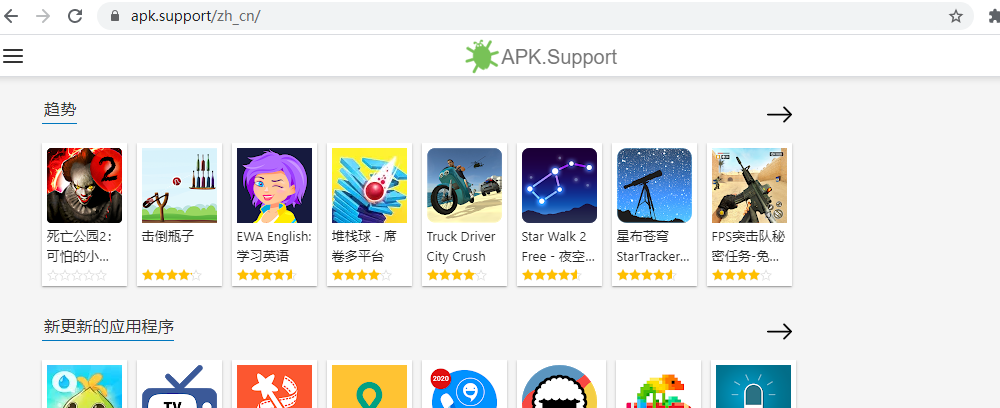 apk.support/zh_cn/
APK.Support
趋势
2
死亡公园2：
可怕的小...
击倒瓶子
EWA English:
学习英语
堆栈球 - 席
卷多平台
Truck Driver
City Crush
Star Walk 2
Free - 夜空...
星布苍穹
StarTracker...
FPS突击队秘
密任务-免...
新更新的应用程序
TV
2020